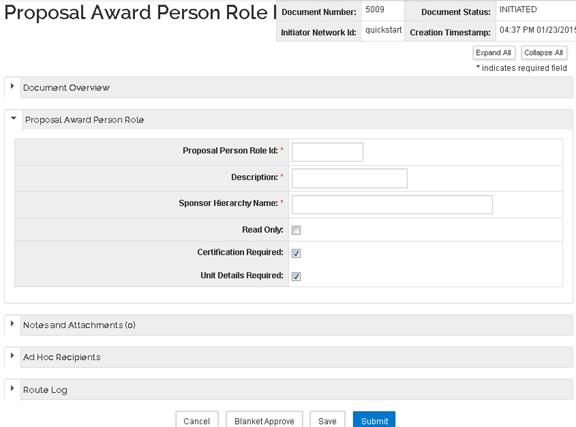 Proposal Award Person Role
Document Number: 5009 Document Status: INITIATED
Initiator Network Id: quickstart Creation Timestamp: 04:37 PM 01/23/2015
Expand All Collapse All
* indicates required field
Document Overview
Proposal Award Person Role
Proposal Person Role Id: *
Description: *
Sponsor Hierarchy Name: *
Read Only:
Certification Required:
Unit Details Required:
Notes and Attachments (0)
Ad Hoc Recipients
Route Log
Cancel Blanket Approve Save Submit